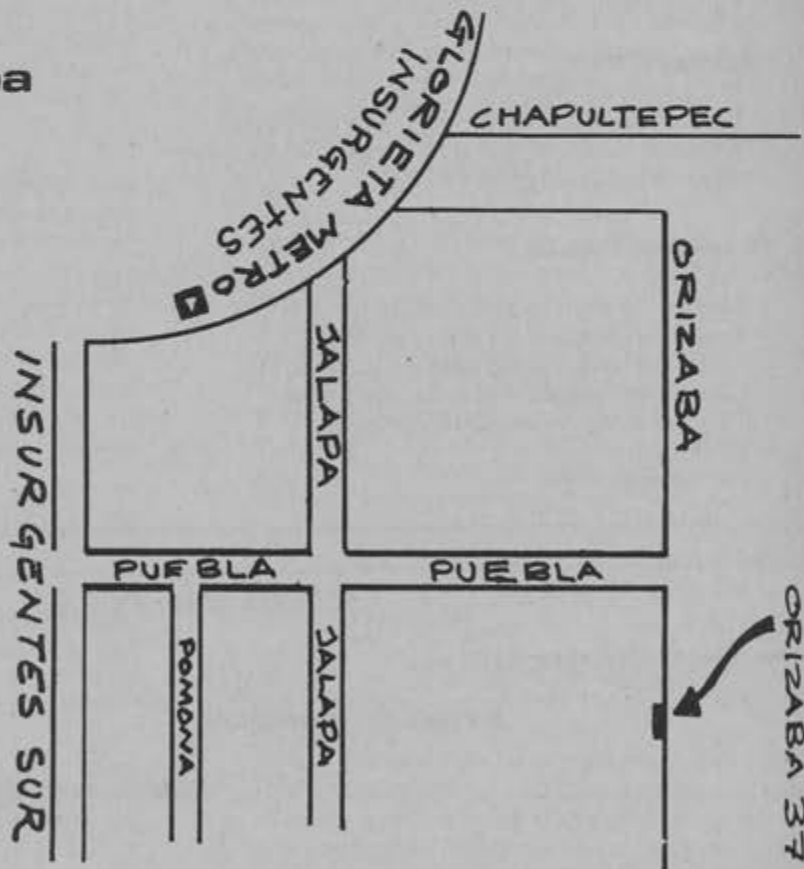 a
GLORIETA METRO
INSURGENTES
CHAPULTEPEC
ORIZABA
JALAPA
INSURGENTES SUR
PUEBLA
PUEBLA
ORIZABA 37
POMONA
JALAPA